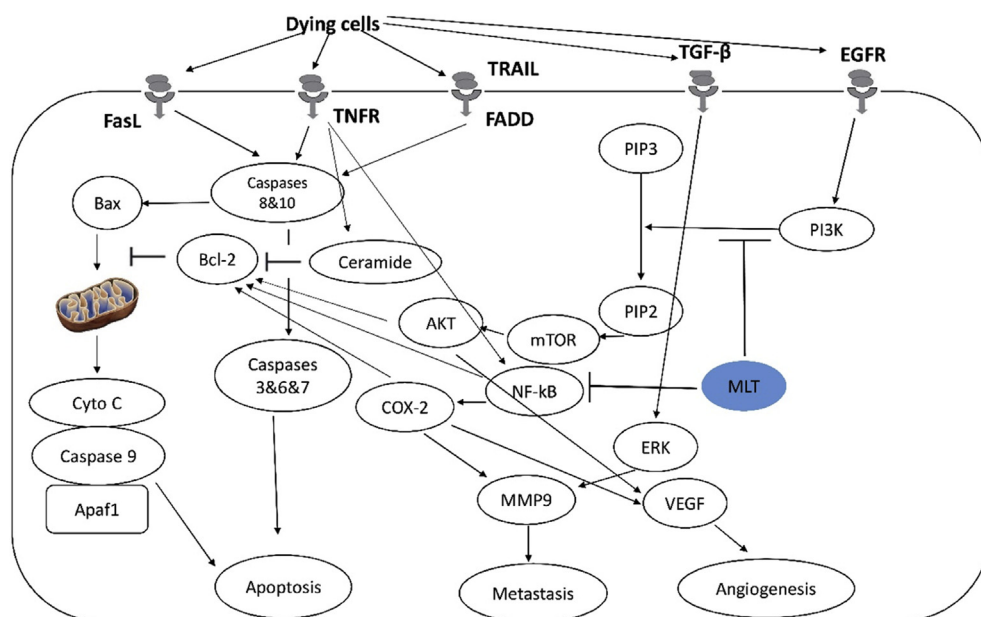 Dying cells
TRAIL
TGF-β
EGFR
FasL
TNFR
FADD
PIP3
Caspases
8&10
Bax
PI3K
Bcl-2
Ceramide
AKT
mTOR
PIP2
Caspases
3&6&7
NF-kB
MLT
Cyto C
COX-2
ERK
Caspase 9
MMP9
VEGF
Apaf1
Apoptosis
Metastasis
Angiogenesis